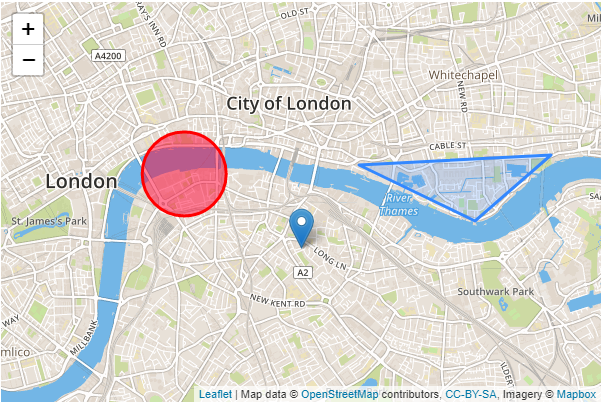 +
−
GRAY'S INN RD
OLD ST
A4200
Whitechapel
NEW RD
City of London
CABLE ST
London
River
Thames
St. James's Park
LONG LN
A2
NEW KENT RD
Southwark Park
WAY
MILLBANK
mlico
Leaflet | Map data © OpenStreetMap contributors, CC-BY-SA, Imagery © Mapbox